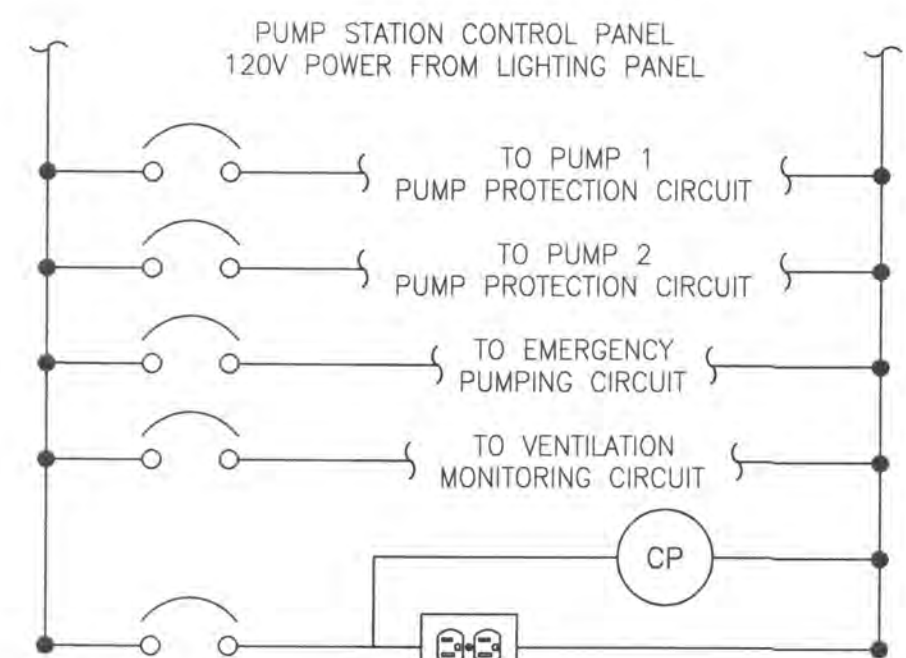 PUMP STATION CONTROL PANEL
120V POWER FROM LIGHTING PANEL
TO PUMP 1
PUMP PROTECTION CIRCUIT
TO PUMP 2
PUMP PROTECTION CIRCUIT
TO EMERGENCY
PUMPING CIRCUIT
TO VENTILATION
MONITORING CIRCUIT
CP